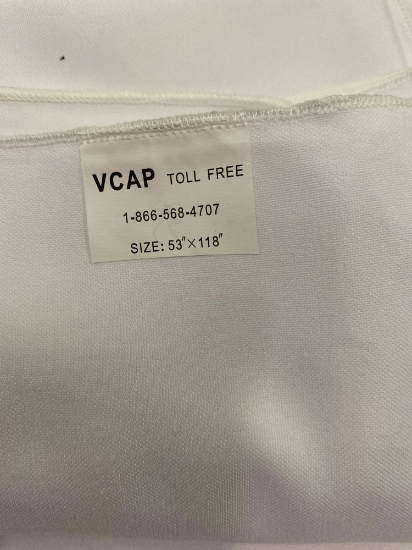 VCAP TOLL FREE
1-866-568-4707
SIZE: 53"×118"